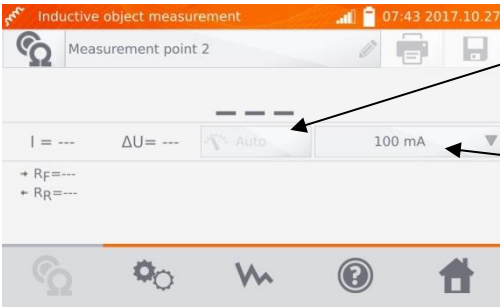 Inductive object measurement 07:43 2017.10.27
Measurement point 2
---
I = --- ΔU= --- Auto 100 mA
→ RF=---
← RR=---